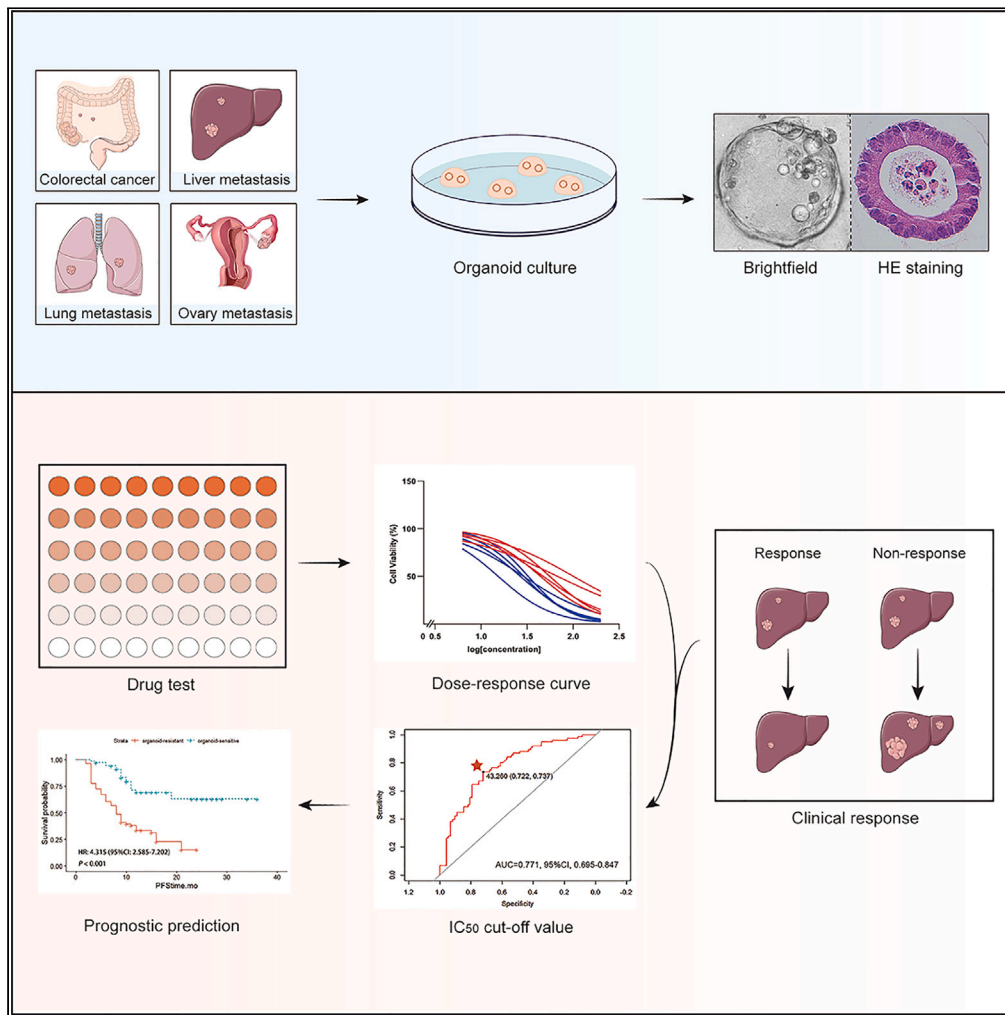 Colorectal cancer
Liver metastasis
Lung metastasis
Ovary metastasis
Organoid culture
Brightfield
HE staining
Drug test
150
100
50
0
0.5
1.0
1.5
2.0
2.5
Cell Viability (%)
log[concentration]
Dose-response curve
Response
Non-response
Clinical response
Strata
organoid-resistant
organoid-sensitive
1.00
0.75
0.50
0.25
0.00
Survival probability
HR: 4.315 (95%CI: 2.585-7.202)
P < 0.001
0
10
20
30
40
PFStime.mo
Prognostic prediction
1.0
0.8
0.6
0.4
0.2
0.0
Sensitivity
43.200 (0.722, 0.737)
AUC=0.771, 95%CI, 0.695-0.847
1.2
1.0
0.8
0.6
0.4
0.2
0.0
-0.2
Specificity
IC50 cut-off value